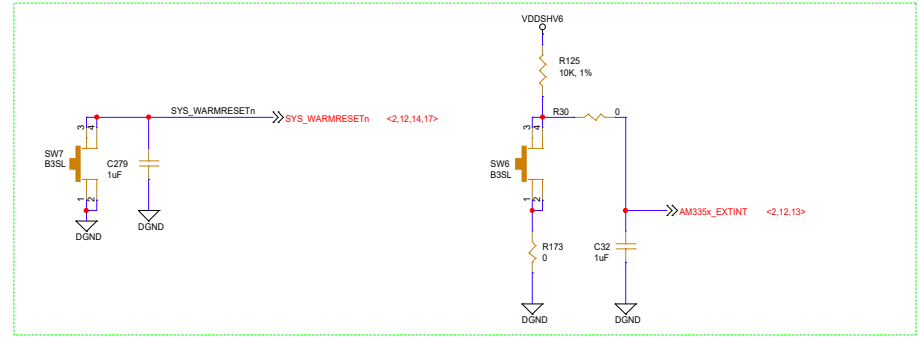 SYS_WARMRESETn
SYS_WARMRESETn <2,12,14,17>
3
4
SW7
B3SL
1
2
C279
1uF
DGND
DGND
VDDSHV6
R125
10K, 1%
R30
0
3
4
SW6
B3SL
1
2
AM335x_EXTINT <2,12,13>
R173
0
C32
1uF
DGND
DGND